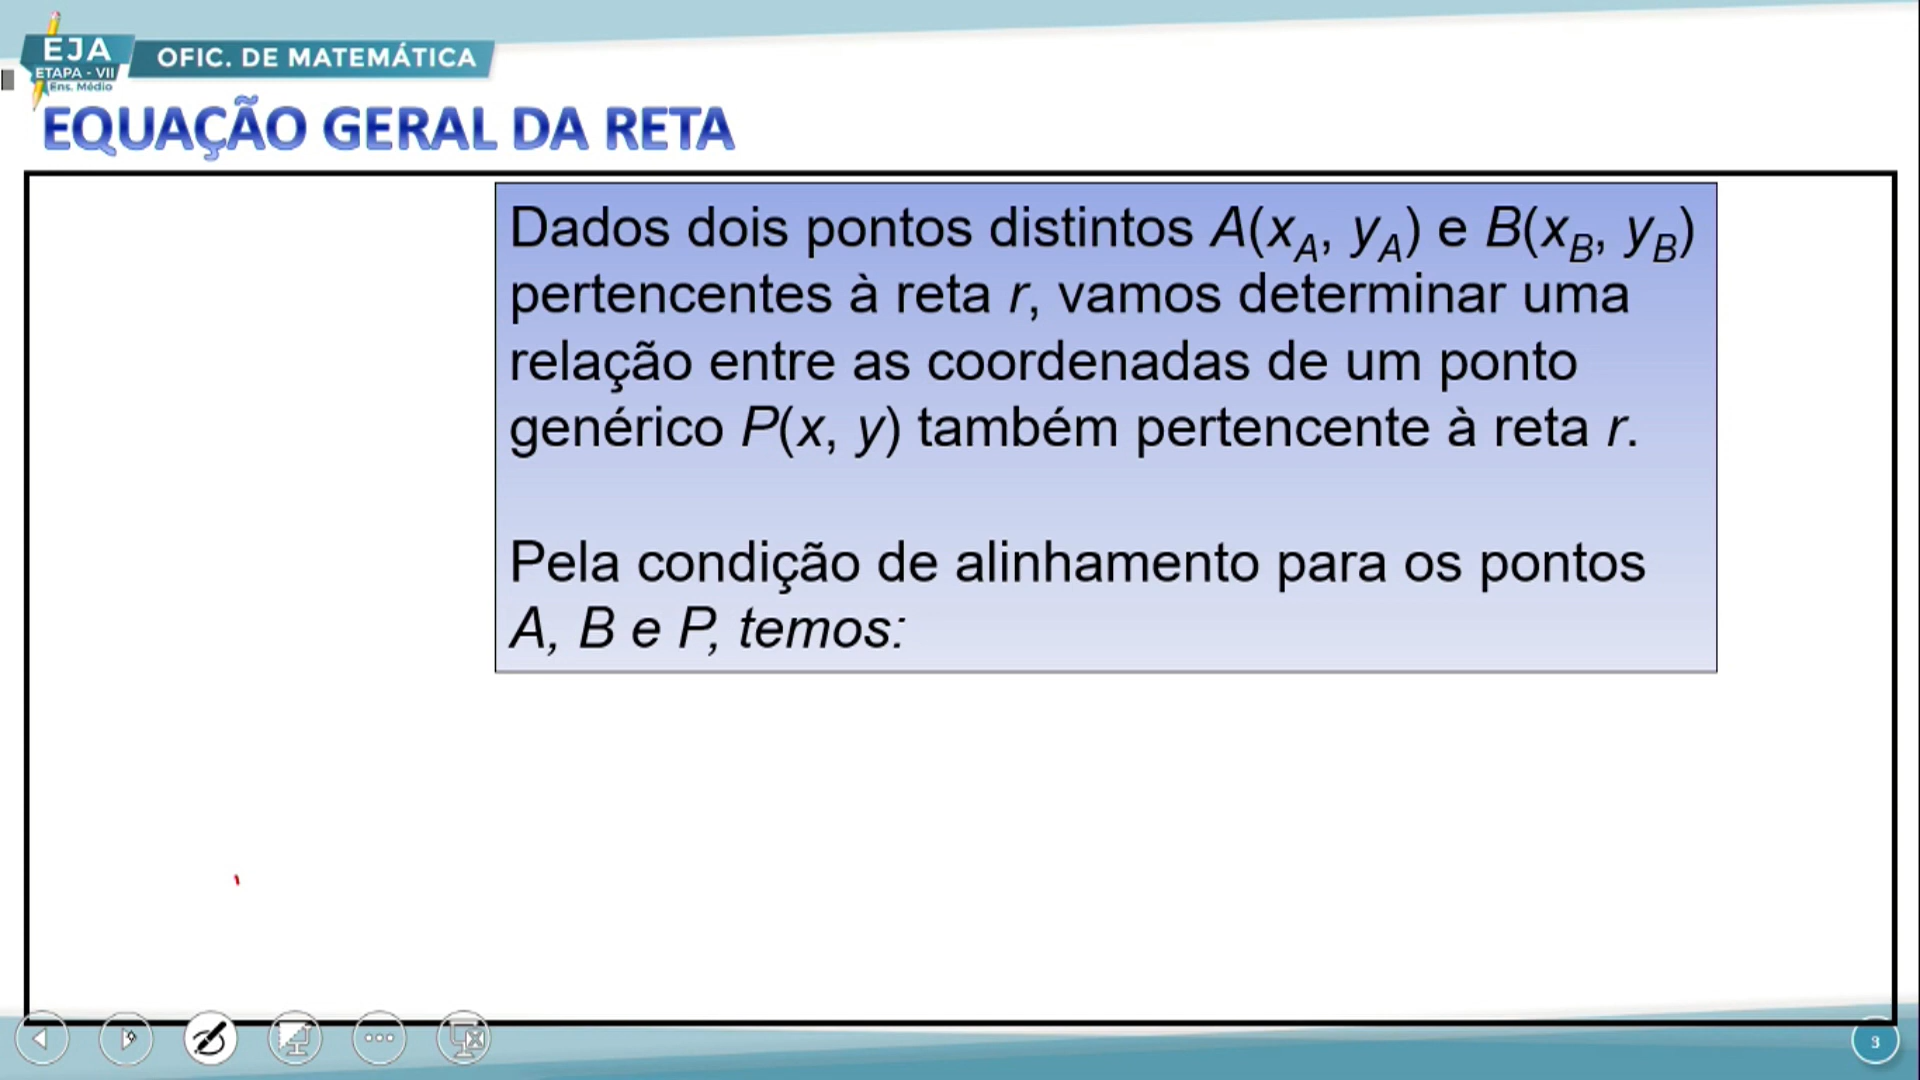 EJA
ETAPA - VII
Ens. Médio
OFIC. DE MATEMÁTICA
EQUAÇÃO GERAL DA RETA
Dados dois pontos distintos A(xA, yA) e B(xB, yB)
pertencentes à reta r, vamos determinar uma
relação entre as coordenadas de um ponto
genérico P(x, y) também pertencente à reta r.
Pela condição de alinhamento para os pontos
A, B e P, temos:
3